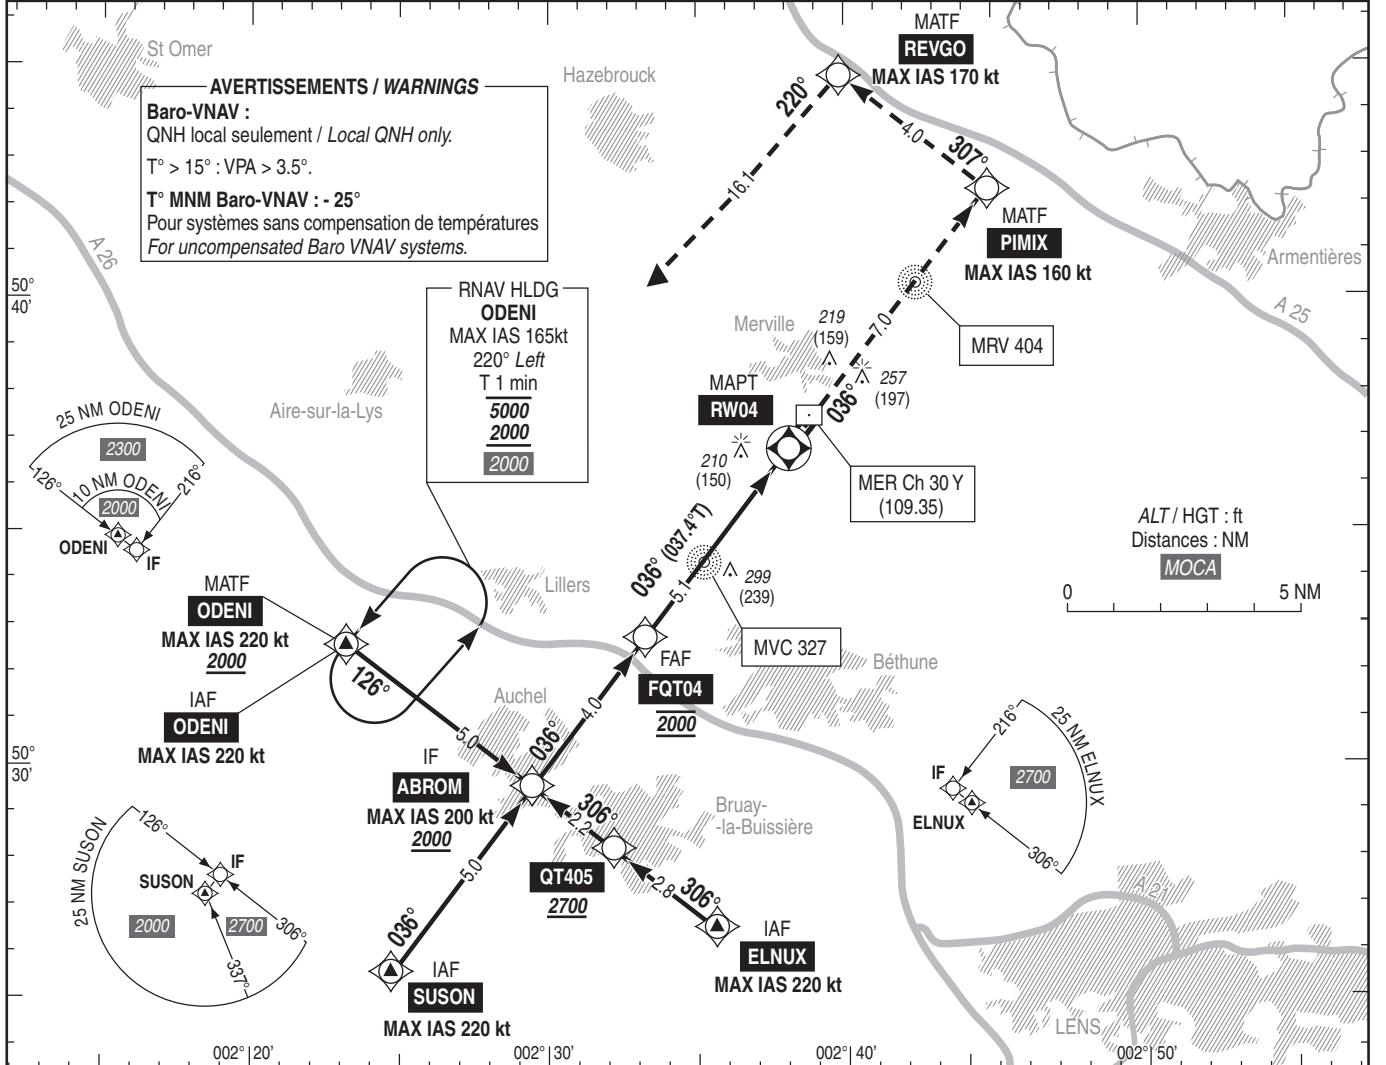 St Omer
AVERTISSEMENTS / WARNINGS
Baro-VNAV :
QNH local seulement / Local QNH only.
T° > 15° : VPA > 3.5°.
T° MNM Baro-VNAV : - 25°
Pour systèmes sans compensation de températures
For uncompensated Baro VNAV systems.
Hazebrouck
MATF
REVGO
MAX IAS 170 kt
220°
4.0
307°
16.1
MATF
PIMIX
MAX IAS 160 kt
Armentières
A 25
A 26
50°
40'
RNAV HLDG
ODENI
MAX IAS 165kt
220° Left
T 1 min
5000
2000
2000
Merville
219
(159)
7.0
MRV 404
257
(197)
036°
MAPT
RW04
Aire-sur-la-Lys
25 NM ODENI
2300
126°
10 NM ODENI
216°
2000
ODENI
IF
210
(150)
MER Ch 30 Y
(109.35)
ALT / HGT : ft
Distances : NM
MOCA
0
5 NM
036° (037.4°T)
5.1
299
(239)
MVC 327
Lillers
MATF
ODENI
MAX IAS 220 kt
2000
IAF
ODENI
MAX IAS 220 kt
126°
5.0
FAF
FQT04
2000
Béthune
Auchel
036°
4.0
50°
30'
IF
ABROM
MAX IAS 200 kt
2000
306°
2.2
Bruay-
-la-Buissière
QT405
2700
2.8
306°
IAF
ELNUX
MAX IAS 220 kt
5.0
036°
IAF
SUSON
MAX IAS 220 kt
216°
25 NM ELNUX
IF
2700
ELNUX
306°
126°
25 NM SUSON
IF
SUSON
2000
2700
306°
337°
A 21
LENS
002° 20'
002° 30'
002° 40'
002° 50'